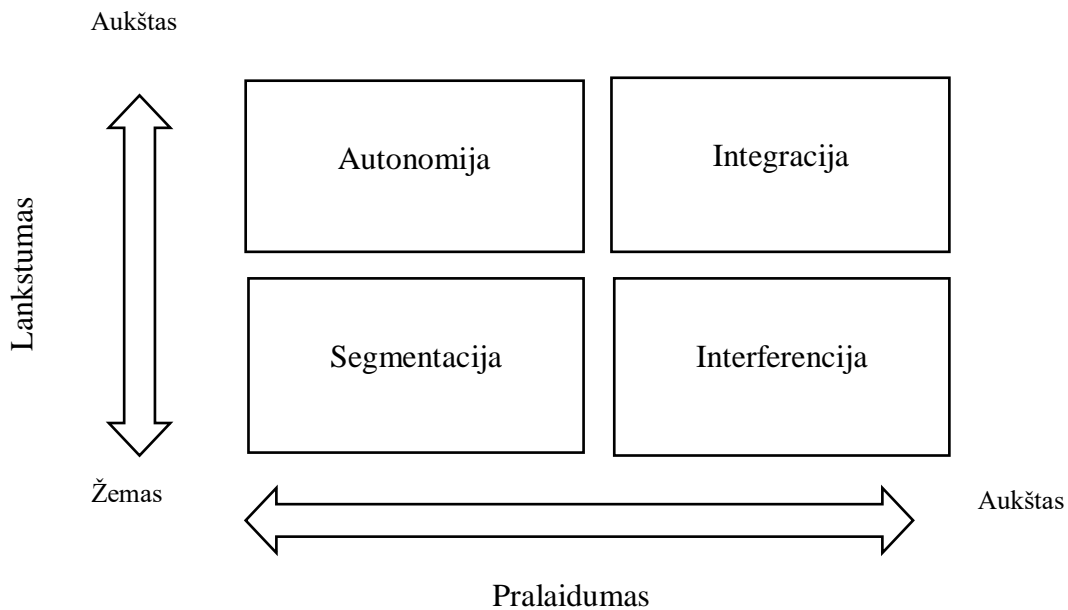 Aukštas
Autonomija
Integracija
Lankstumas
Segmentacija
Interferencija
Žemas
Aukštas
Pralaidumas